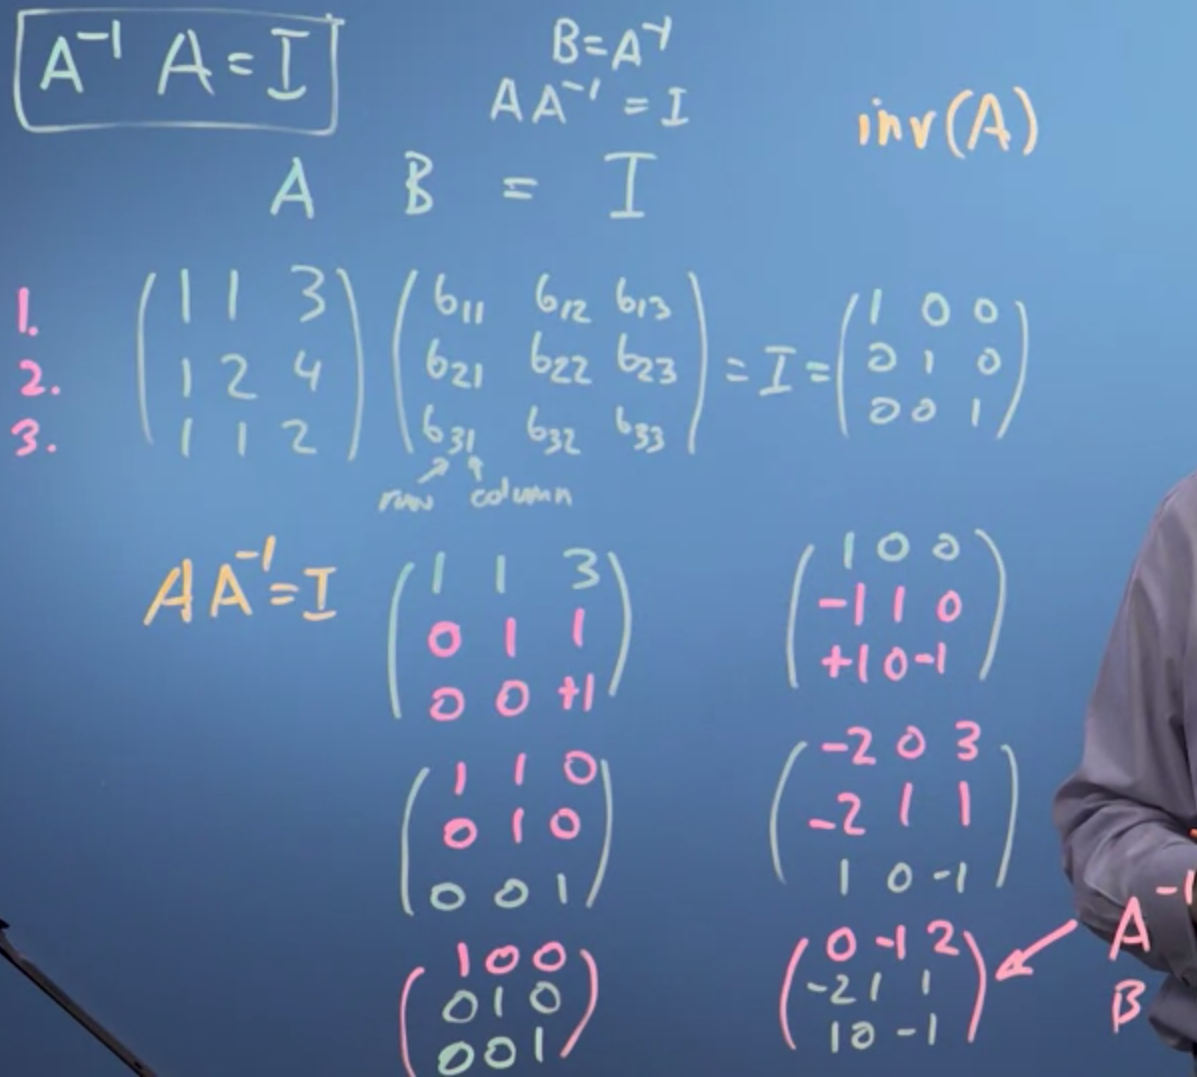 A⁻¹ A = I
B = A⁻¹
A A⁻¹ = I
inv(A)
A B = I
1. 2. 3.
( 1 1 3 ) ( b₁₁ b₁₂ b₁₃ ) ( 1 0 0 )
( 1 2 4 ) ( b₂₁ b₂₂ b₂₃ ) = I = ( 0 1 0 )
( 1 1 2 ) ( b₃₁ b₃₂ b₃₃ ) ( 0 0 1 )
row column
A A⁻¹ = I
( 1 1 3 ) ( 1 0 0 )
( 0 1 1 ) ( -1 1 0 )
( 0 0 +1 ) ( +1 0 -1 )
( 1 1 0 ) ( -2 0 3 )
( 0 1 0 ) ( -2 1 1 )
( 0 0 1 ) ( 1 0 -1 )
( 1 0 0 ) ( 0 -1 2 )
( 0 1 0 ) ( -2 1 1 )
( 0 0 1 ) ( 1 0 -1 )
A⁻¹
B